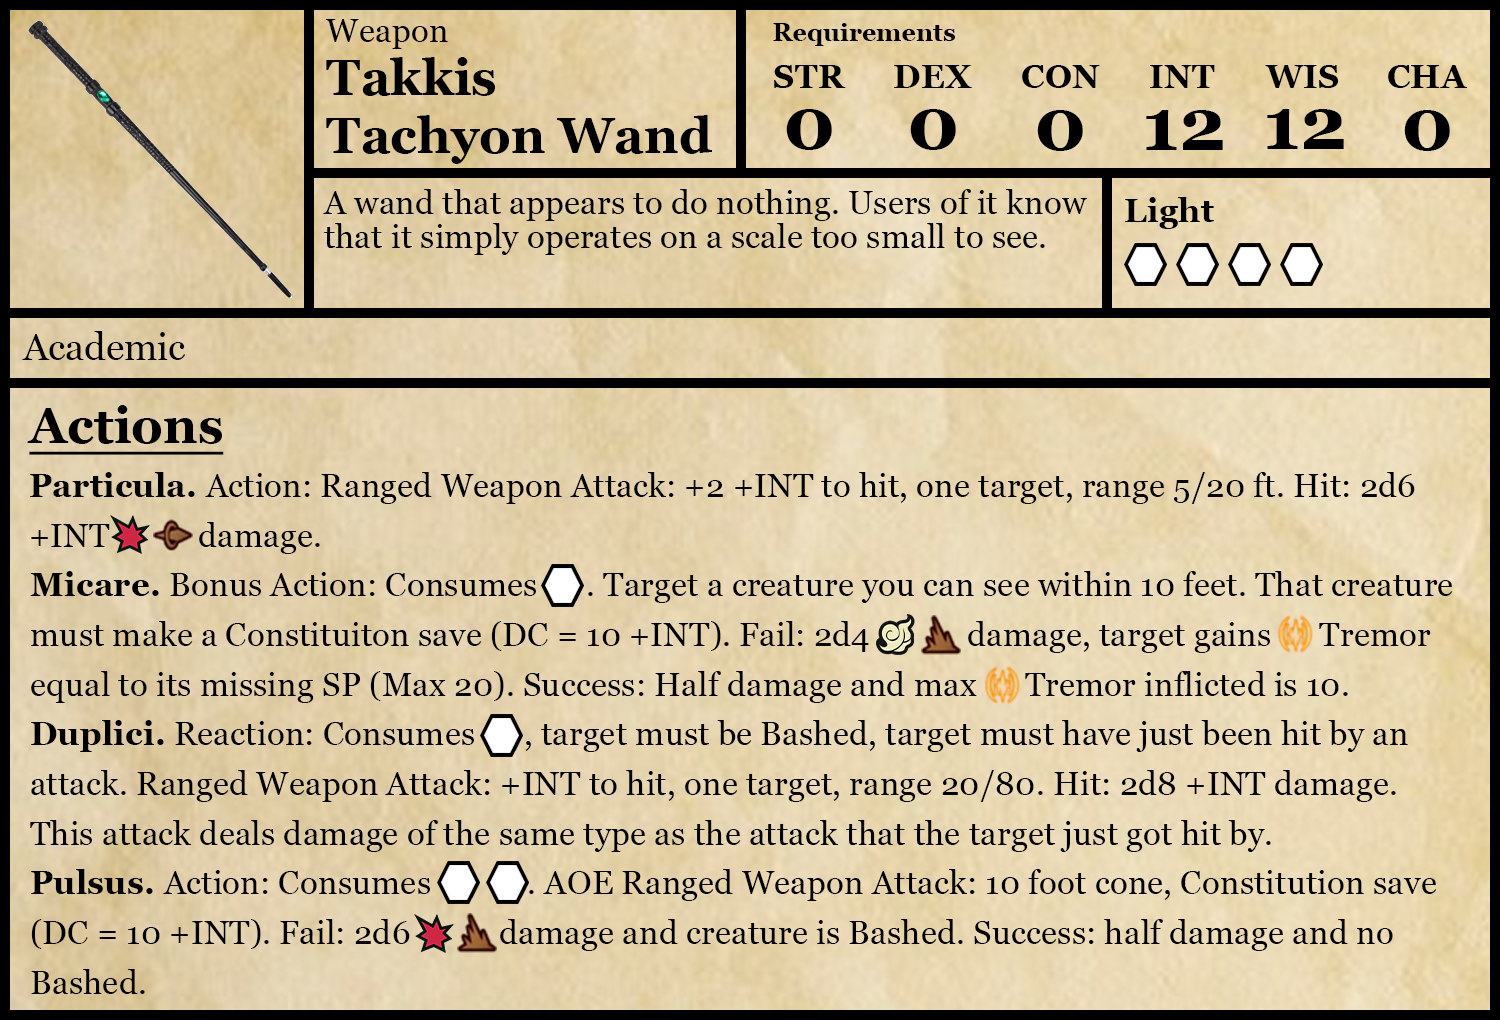 Weapon
Takkis
Tachyon Wand
Requirements
STR DEX CON INT WIS CHA
0 0 0 12 12 0
A wand that appears to do nothing. Users of it know
that it simply operates on a scale too small to see.
Light
Academic
Actions
Particula. Action: Ranged Weapon Attack: +2 +INT to hit, one target, range 5/20 ft. Hit: 2d6
+INT damage.
Micare. Bonus Action: Consumes . Target a creature you can see within 10 feet. That creature
must make a Constituiton save (DC = 10 +INT). Fail: 2d4 damage, target gains Tremor
equal to its missing SP (Max 20). Success: Half damage and max Tremor inflicted is 10.
Duplici. Reaction: Consumes , target must be Bashed, target must have just been hit by an
attack. Ranged Weapon Attack: +INT to hit, one target, range 20/80. Hit: 2d8 +INT damage.
This attack deals damage of the same type as the attack that the target just got hit by.
Pulsus. Action: Consumes . AOE Ranged Weapon Attack: 10 foot cone, Constitution save
(DC = 10 +INT). Fail: 2d6 damage and creature is Bashed. Success: half damage and no
Bashed.